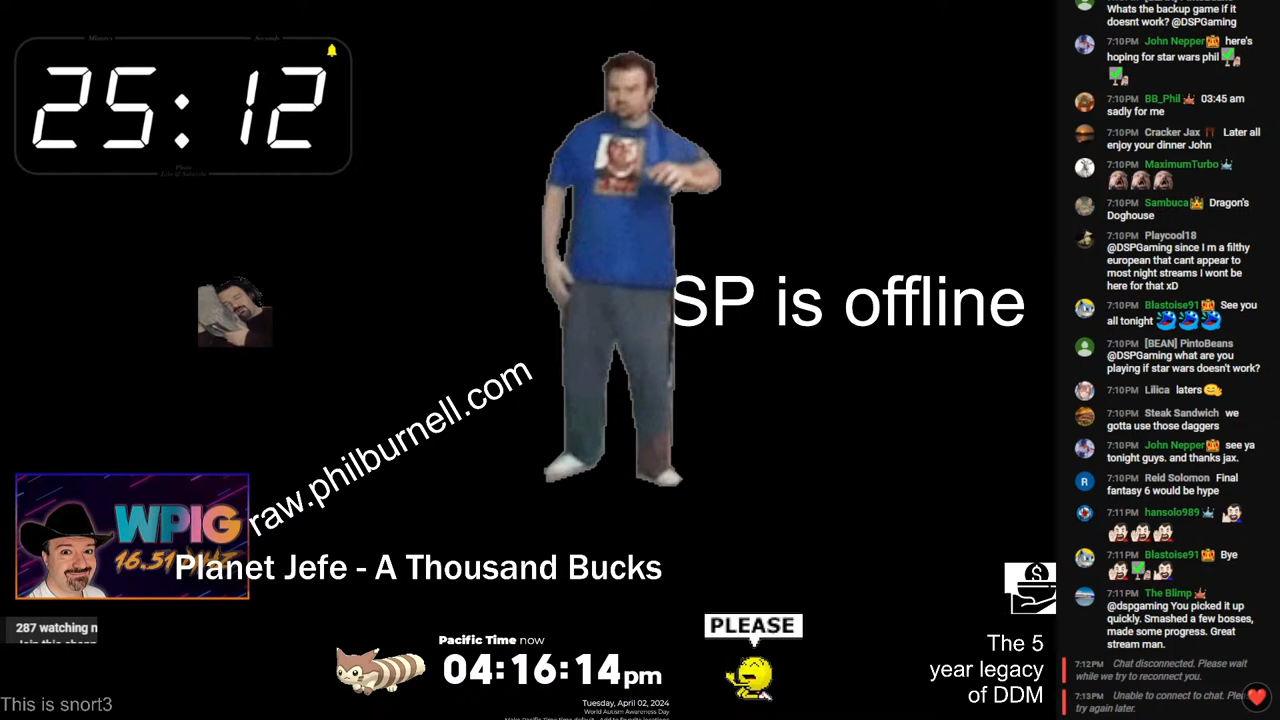 Minutes
Seconds
25:12
SP is offline
raw.philburnell.com
WPIG
16.51
Planet Jefe - A Thousand Bucks
287 watching n
This is snort3
Pacific Time now
04:16:14pm
Tuesday, April 02, 2024
World Autism Awareness Day
PLEASE
The 5
year legacy
of DDM
Whats the backup game if it
doesnt work? @DSPGaming
7:10PM John Nepper here's
hoping for star wars phil
7:10PM BB_Phil 03:45 am
sadly for me
7:10PM Cracker Jax Later all
enjoy your dinner John
7:10PM MaximumTurbo
7:10PM Sambuca Dragon's
Doghouse
7:10PM Playcool18
@DSPGaming since I m a filthy
european that cant appear to
most night streams I wont be
here for that xD
7:10PM Blastoise91 See you
all tonight
7:10PM [BEAN] PintoBeans
@DSPGaming what are you
playing if star wars doesn't work?
7:10PM Lilica laters
7:10PM Steak Sandwich we
gotta use those daggers
7:10PM John Nepper see ya
tonight guys. and thanks jax.
7:10PM Reid Solomon Final
fantasy 6 would be hype
7:11PM hansolo989
7:11PM Blastoise91 Bye
7:11PM The Blimp
@dspgaming You picked it up
quickly. Smashed a few bosses,
made some progress. Great
stream man.
7:12PM Chat disconnected. Please wait
while we try to reconnect you.
7:13PM Unable to connect to chat. Ple
try again later.